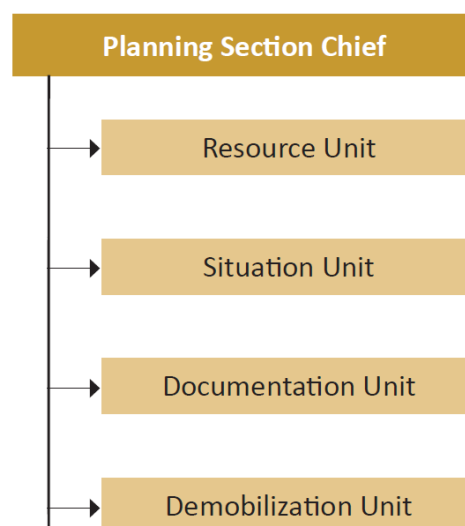 Planning Section Chief
Resource Unit
Situation Unit
Documentation Unit
Demobilization Unit